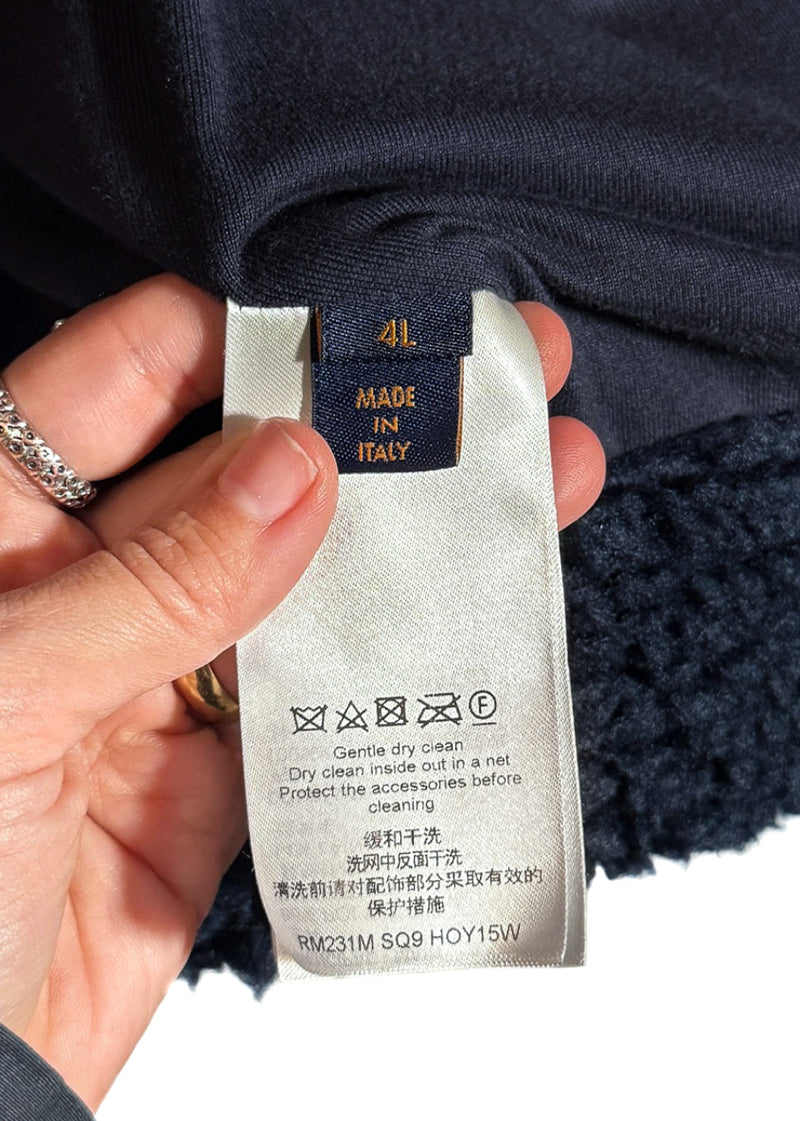 4L
MADE
IN
ITALY
F
Gentle dry clean
Dry clean inside out in a net
Protect the accessories before
cleaning
缓和干洗
洗网中反面干洗
清洗前请对配饰部分采取有效的
保护措施
RM231M SQ9 HOY15W